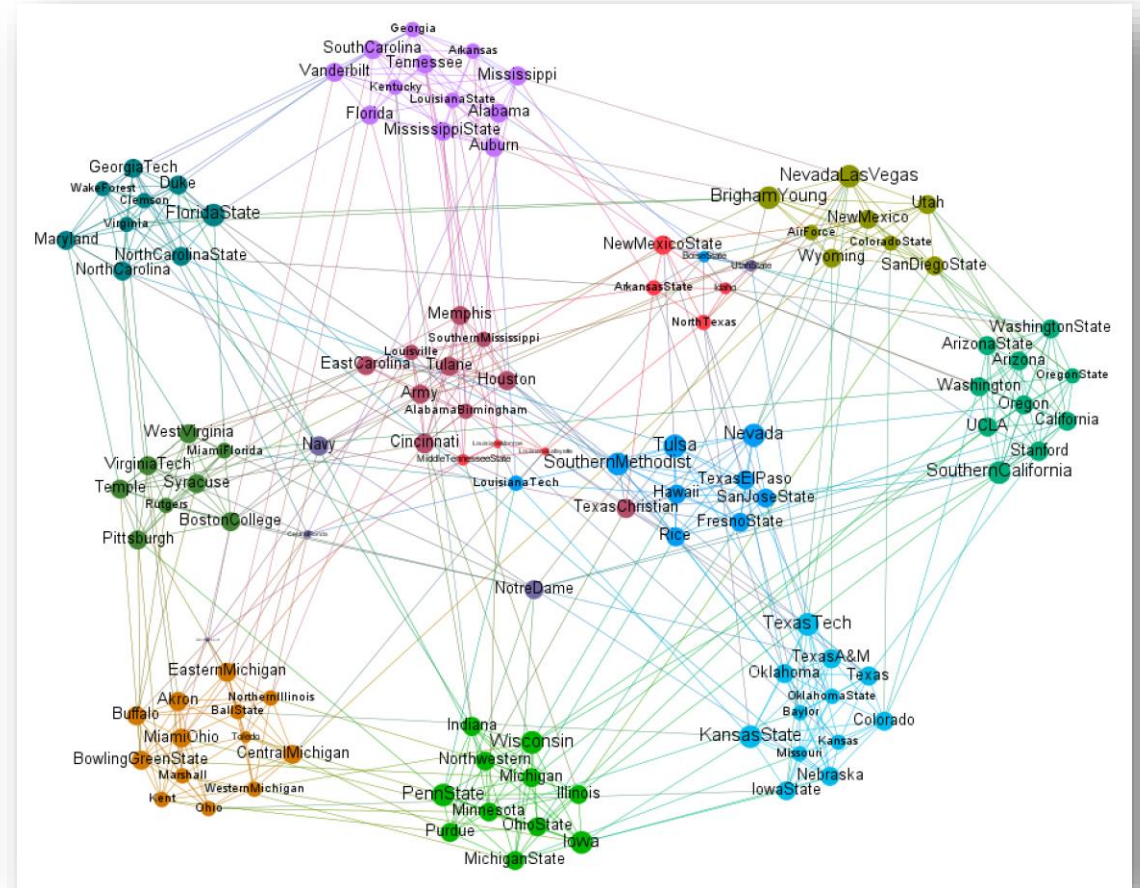 Georgia
SouthCarolina
Arkansas
Tennessee
Vanderbilt
Mississippi
Kentucky
LouisianaState
Florida
Alabama
MississippiState
Auburn
GeorgiaTech
WakeForest
Duke
Clemson
FloridaState
Virginia
Maryland
NorthCarolinaState
NorthCarolina
NevadaLasVegas
BrighamYoung
Utah
NewMexico
AirForce
ColoradoState
Wyoming
SanDiegoState
NewMexicoState
BoiseState
UtahState
ArkansasState
Idaho
NorthTexas
Memphis
SouthernMississippi
Louisville
EastCarolina
Tulane
Houston
Army
AlabamaBirmingham
Cincinnati
LouisianaMonroe
LouisianaLafayette
MiddleTennesseeState
LouisianaTech
WashingtonState
ArizonaState
Arizona
OregonState
Washington
Oregon
California
UCLA
Stanford
SouthernCalifornia
WestVirginia
MiamiFlorida
VirginiaTech
Syracuse
Temple
Rutgers
BostonCollege
Pittsburgh
Navy
CentralFlorida
NotreDame
Nevada
Tulsa
SouthernMethodist
TexasElPaso
Hawaii
SanJoseState
TexasChristian
FresnoState
Rice
TexasTech
TexasA&M
Oklahoma
Texas
OklahomaState
Baylor
Colorado
KansasState
Kansas
Missouri
Nebraska
IowaState
EasternMichigan
Akron
NorthernIllinois
Buffalo
BallState
MiamiOhio
Toledo
CentralMichigan
BowlingGreenState
Marshall
WesternMichigan
Kent
Ohio
Indiana
Wisconsin
Northwestern
Michigan
PennState
Illinois
Minnesota
OhioState
Purdue
Iowa
MichiganState